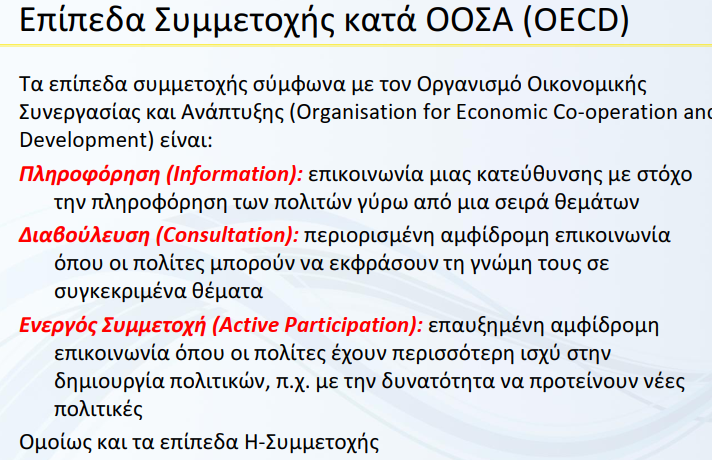 Επίπεδα Συμμετοχής κατά ΟΟΣΑ (OECD)
Τα επίπεδα συμμετοχής σύμφωνα με τον Οργανισμό Οικονομικής
Συνεργασίας και Ανάπτυξης (Organisation for Economic Co-operation and
Development) είναι:
Πληροφόρηση (Information): επικοινωνία μιας κατεύθυνσης με στόχο
την πληροφόρηση των πολιτών γύρω από μια σειρά θεμάτων
Διαβούλευση (Consultation): περιορισμένη αμφίδρομη επικοινωνία
όπου οι πολίτες μπορούν να εκφράσουν τη γνώμη τους σε
συγκεκριμένα θέματα
Ενεργός Συμμετοχή (Active Participation): επαυξημένη αμφίδρομη
επικοινωνία όπου οι πολίτες έχουν περισσότερη ισχύ στην
δημιουργία πολιτικών, π.χ. με την δυνατότητα να προτείνουν νέες
πολιτικές
Ομοίως και τα επίπεδα Η-Συμμετοχής